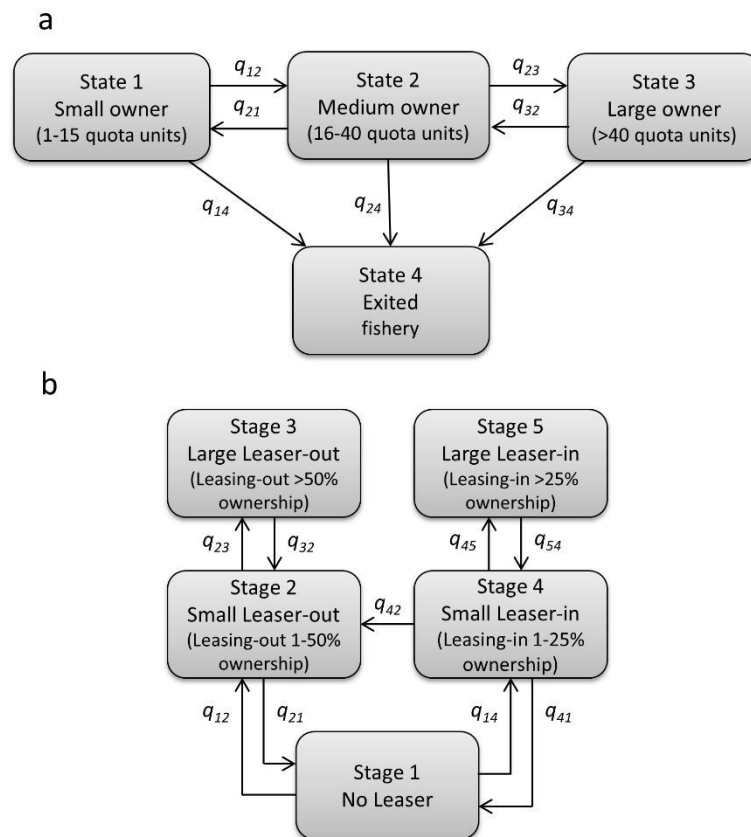 a
State 1
Small owner
(1-15 quota units)
q12
q21
State 2
Medium owner
(16-40 quota units)
q23
q32
State 3
Large owner
(>40 quota units)
q14
q24
q34
State 4
Exited
fishery
b
Stage 3
Large Leaser-out
(Leasing-out >50%
ownership)
Stage 5
Large Leaser-in
(Leasing-in >25%
ownership)
q23
q32
q45
q54
Stage 2
Small Leaser-out
(Leasing-out 1-50%
ownership)
q42
Stage 4
Small Leaser-in
(Leasing-in 1-25%
ownership)
q12
q21
q14
q41
Stage 1
No Leaser